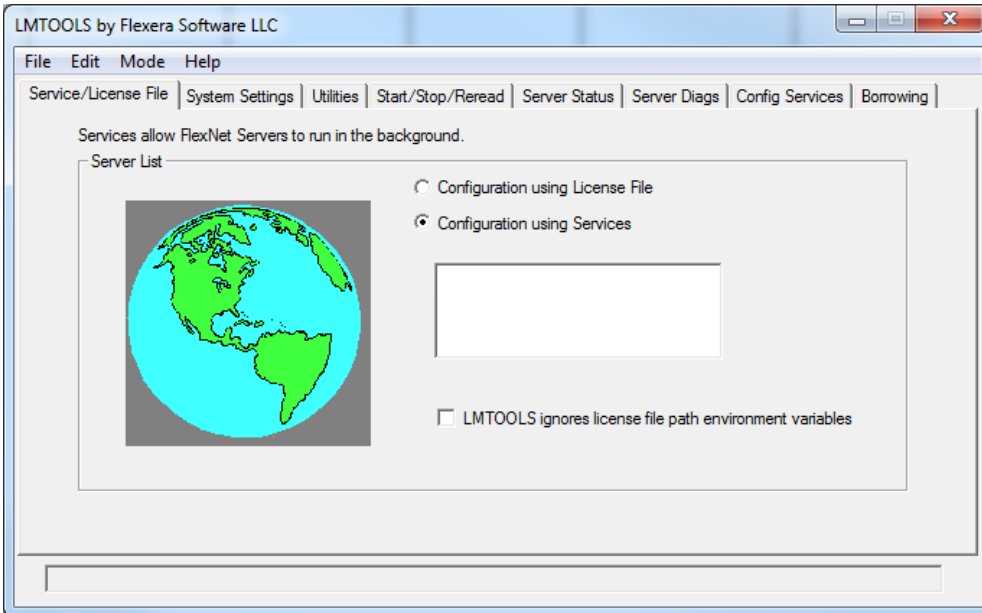 LMTOOLS by Flexera Software LLC
File Edit Mode Help
Service/License File System Settings Utilities Start/Stop/Reread Server Status Server Diags Config Services Borrowing
Services allow FlexNet Servers to run in the background.
Server List
Configuration using License File
Configuration using Services
LMTOOLS ignores license file path environment variables